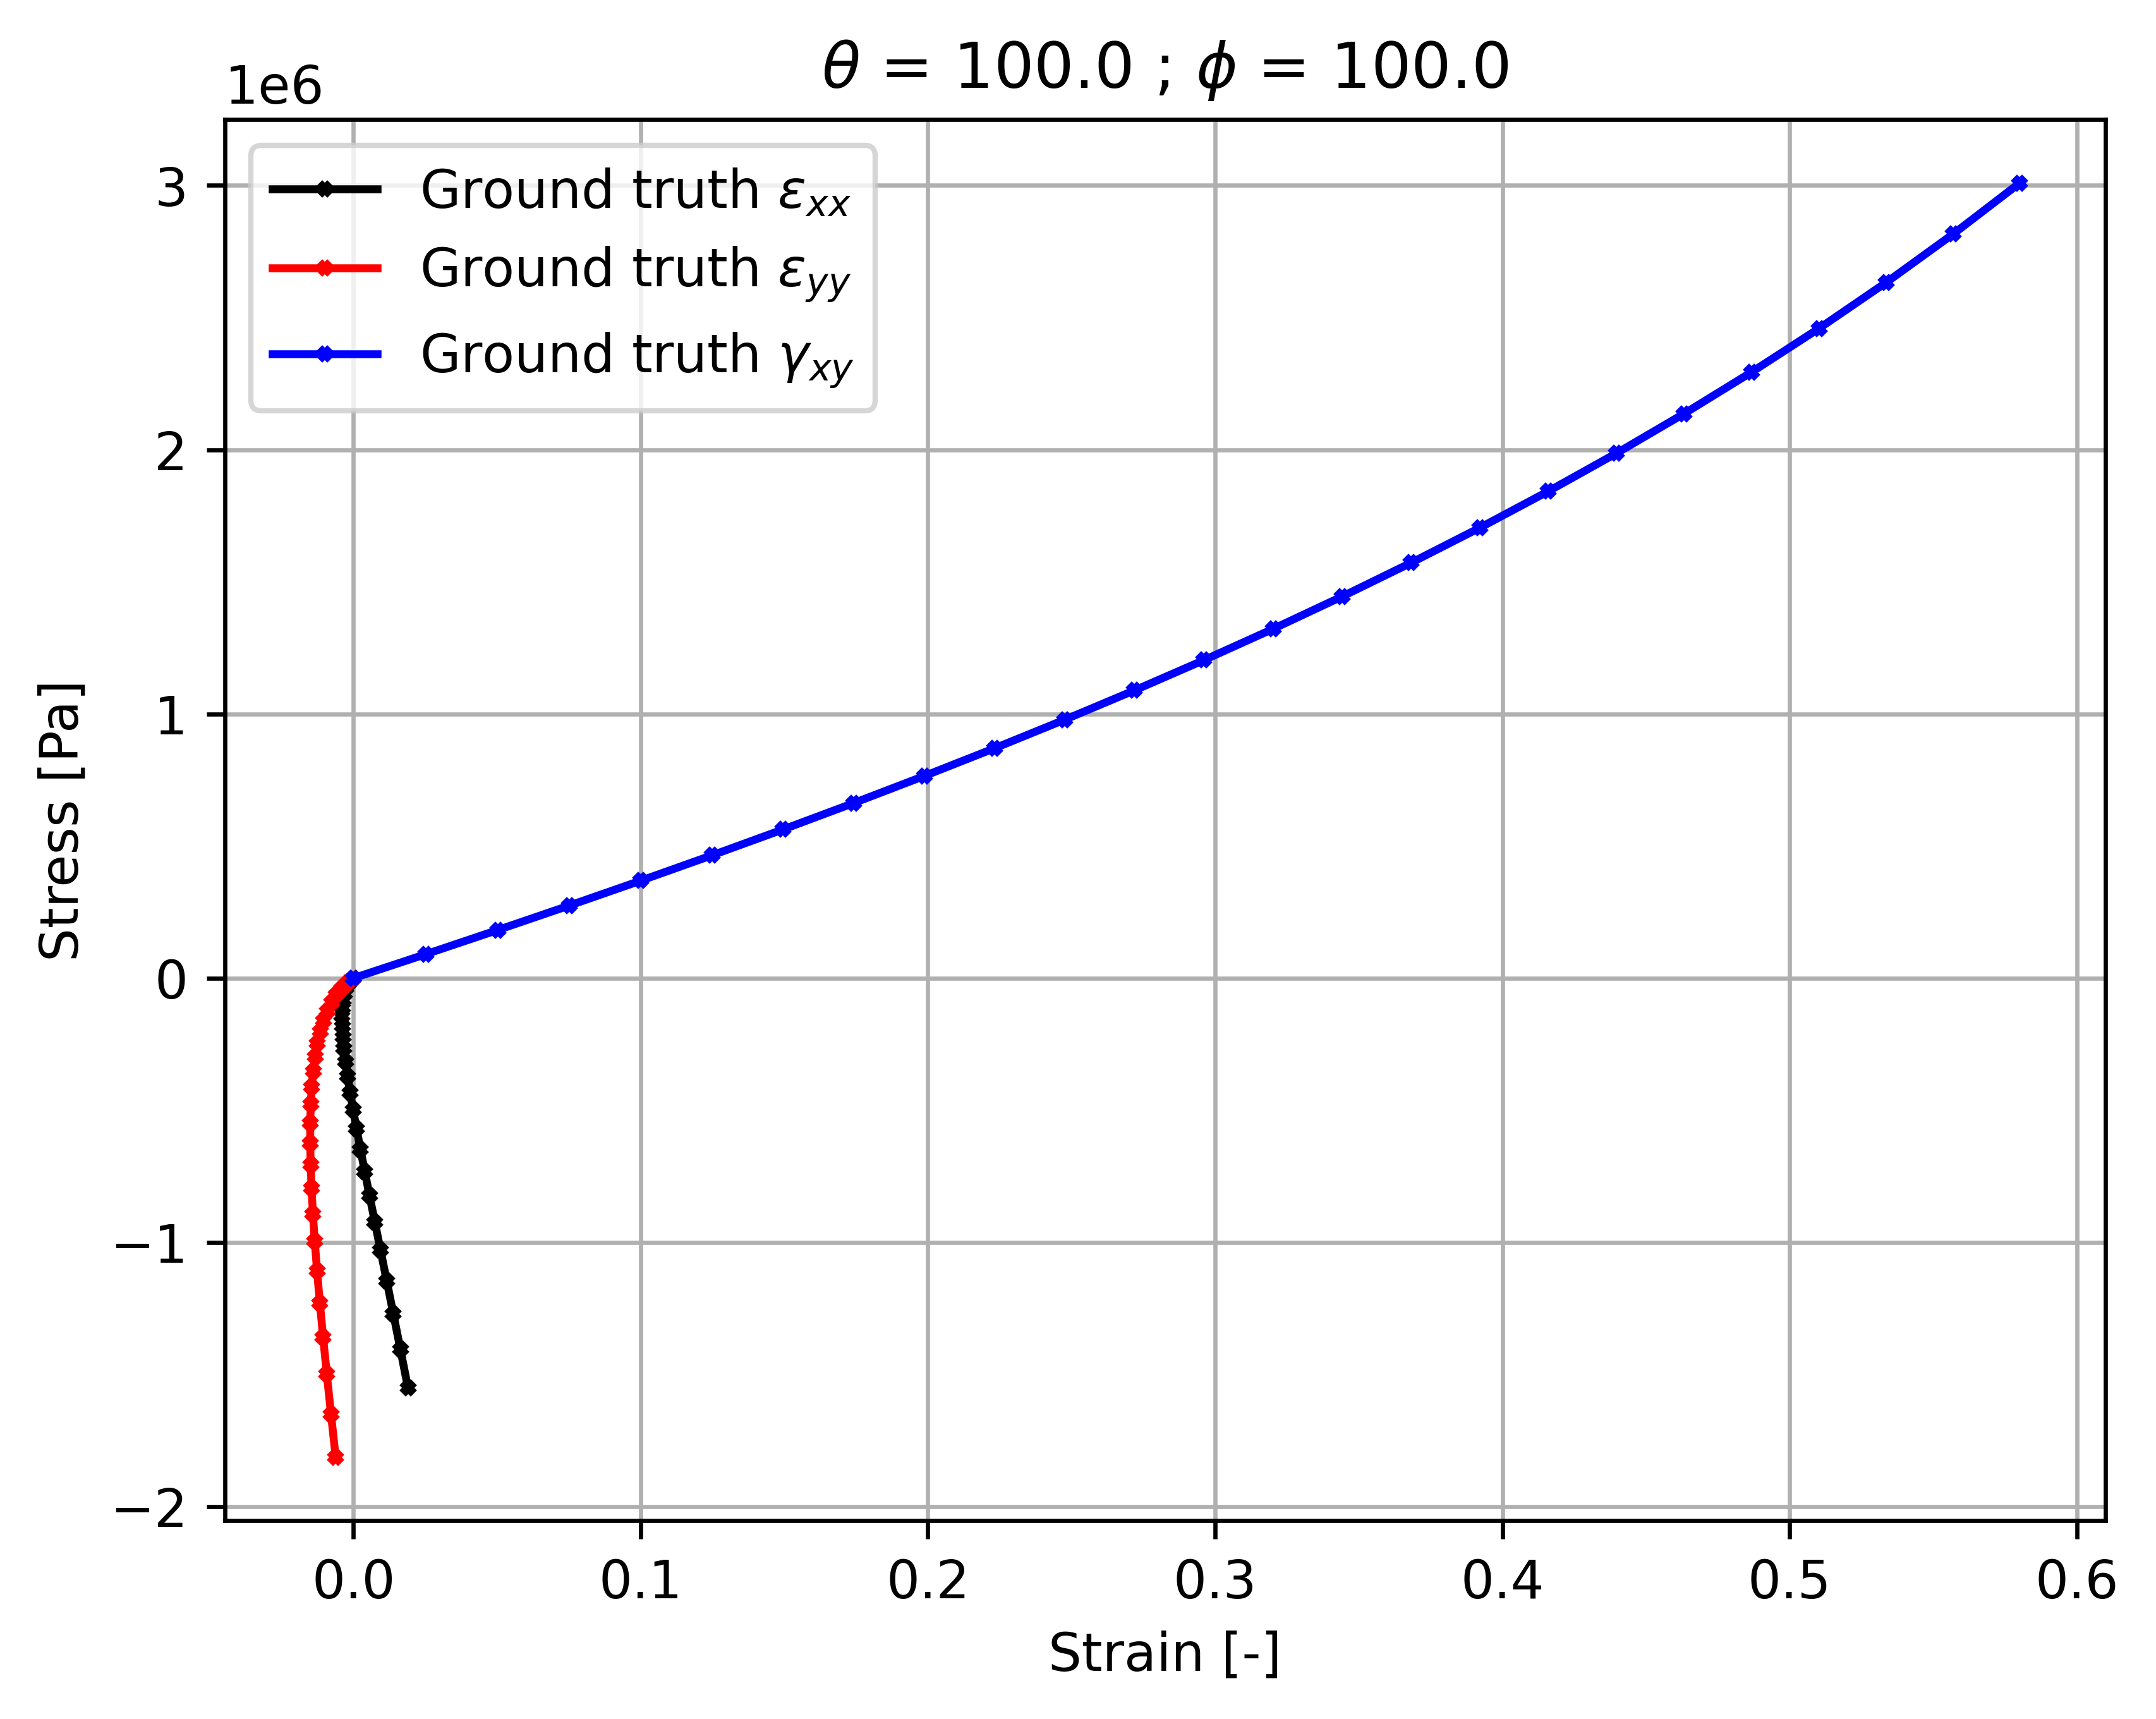 θ = 100.0 ; ϕ = 100.0
1e6
Ground truth εxx
Ground truth εyy
Ground truth γxy
3
2
1
0
−1
−2
Stress [Pa]
0.0 0.1 0.2 0.3 0.4 0.5 0.6
Strain [-]